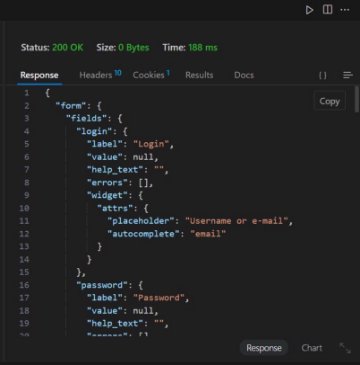 Status: 200 OK Size: 0 Bytes Time: 188 ms
Response Headers 10 Cookies 1 Results Docs { }
Copy
1 {
2 "form": {
3 "fields": {
4 "login": {
5 "label": "Login",
6 "value": null,
7 "help_text": "",
8 "errors": [],
9 "widget": {
10 "attrs": {
11 "placeholder": "Username or e-mail",
12 "autocomplete": "email"
13 }
14 }
15 },
16 "password": {
17 "label": "Password",
18 "value": null,
19 "help_text": "",
20 "errors": []
Response Chart